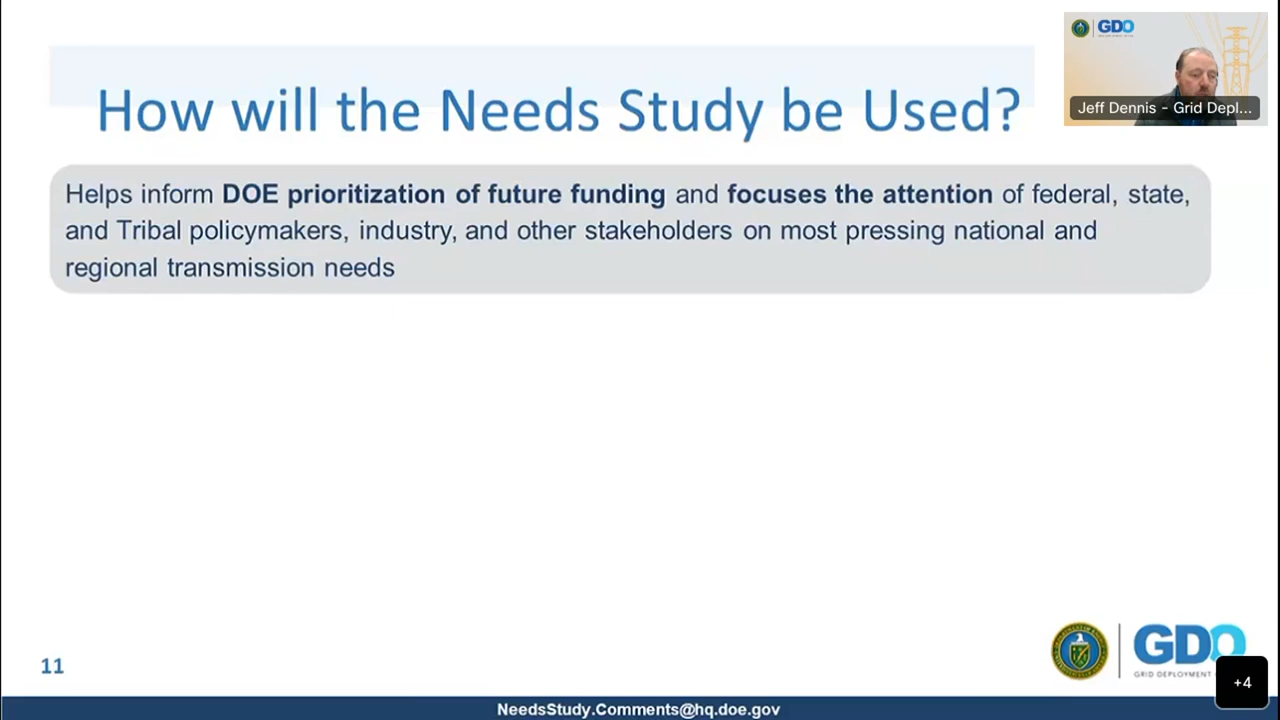 GDO
How will the Needs Study be Used?
Jeff Dennis - Grid Depl...
Helps inform DOE prioritization of future funding and focuses the attention of federal, state,
and Tribal policymakers, industry, and other stakeholders on most pressing national and
regional transmission needs
GDO
GRID DEPLOYMENT
11
+4
NeedsStudy.Comments@hq.doe.gov